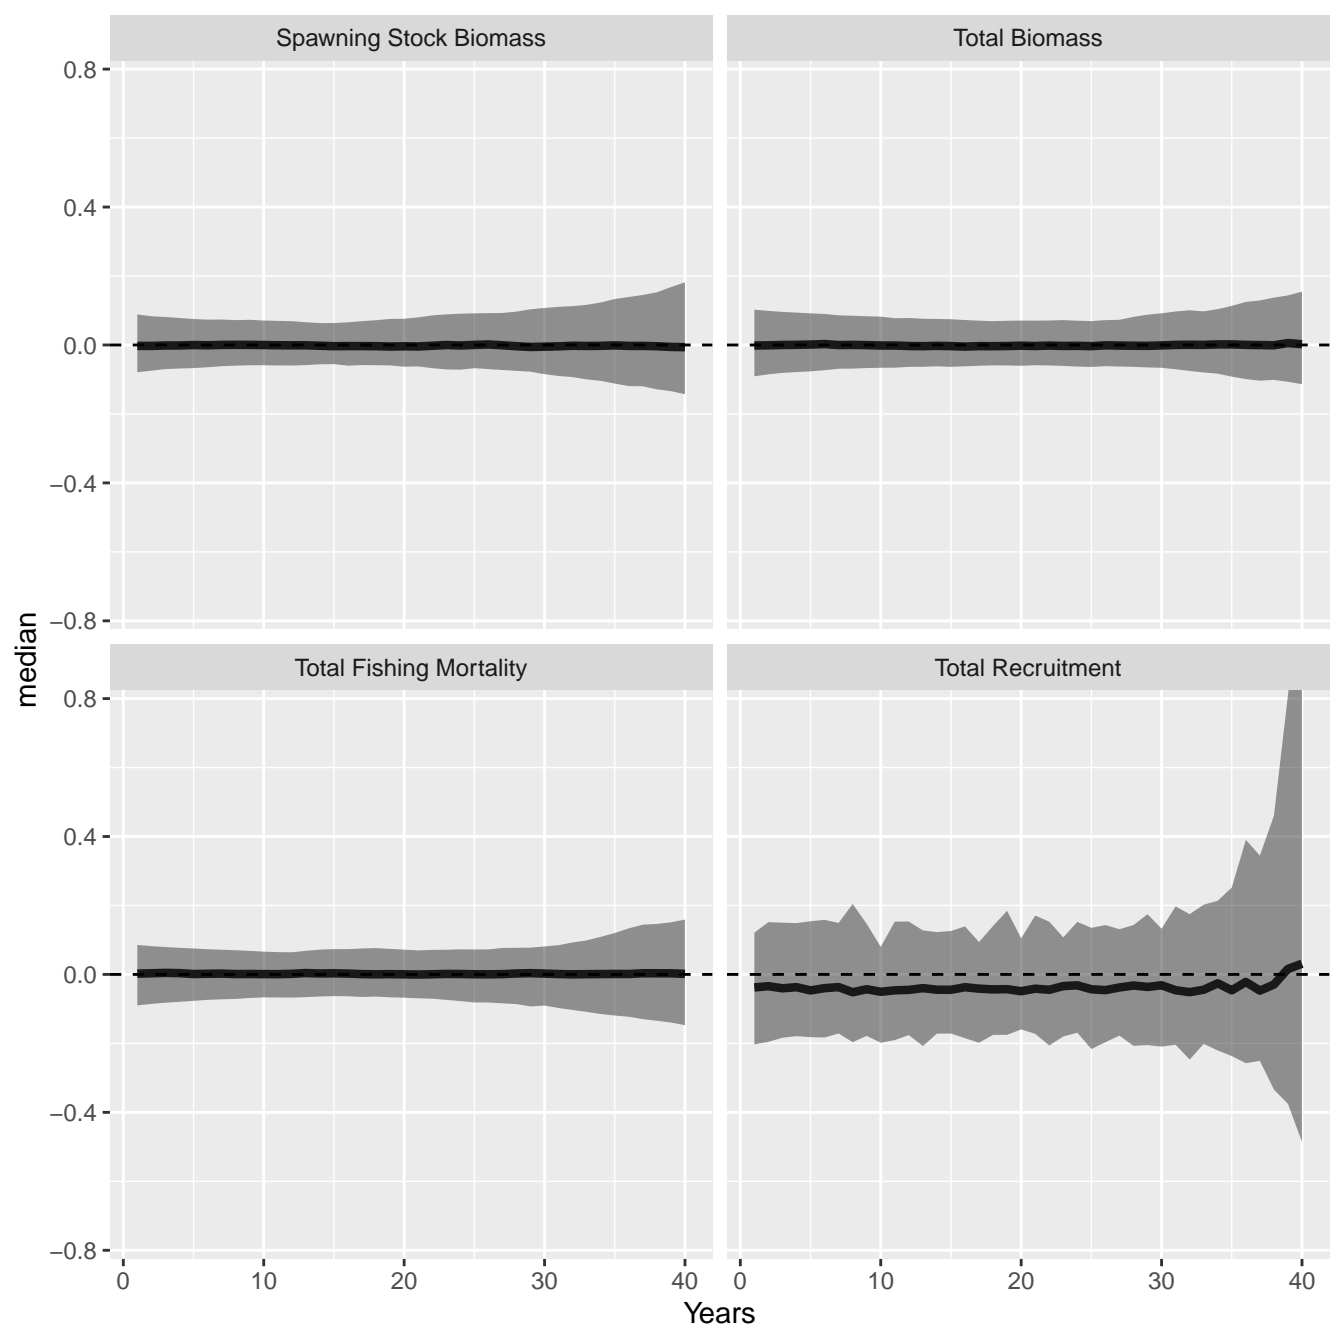 Spawning Stock Biomass
Total Biomass
0.8
0.4
0.0
−0.4
−0.8
Total Fishing Mortality
Total Recruitment
0.8
0.4
0.0
−0.4
−0.8
median
0 10 20 30 40
0 10 20 30 40
Years